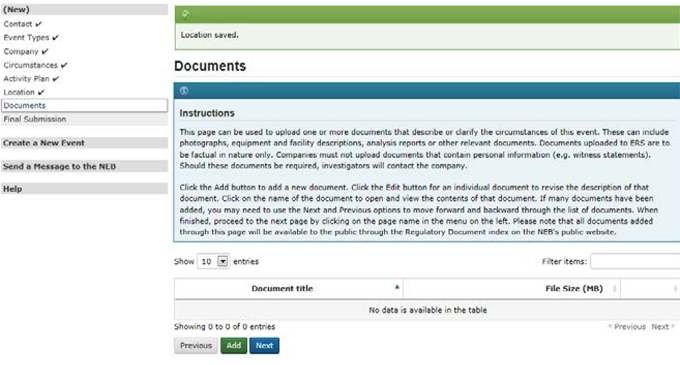 (New)
Contact ✔
Event Types ✔
Company ✔
Circumstances ✔
Activity Plan ✔
Location ✔
Documents
Final Submission
Create a New Event
Send a Message to the NEB
Help
Location saved.
Documents
Instructions
This page can be used to upload one or more documents that describe or clarify the circumstances of this event. These can include
photographs, equipment and facility descriptions, analysis reports or other relevant documents. Documents uploaded to ERS are to
be factual in nature only. Companies must not upload documents that contain personal information (e.g. witness statements).
Should these documents be required, investigators will contact the company.
Click the Add button to add a new document. Click the Edit button for an individual document to revise the description of that
document. Click on the name of the document to open and view the contents of that document. If many documents have been
added, you may need to use the Next and Previous options to move forward and backward through the list of documents. When
finished, proceed to the next page by clicking on the page name in the menu on the left. Please note that all documents added
through this page will be available to the public through the Regulatory Document index on the NEB's public website.
Show 10 entries Filter items:
Document title File Size (MB)
No data is available in the table
Showing 0 to 0 of 0 entries Previous Next
Previous Add Next